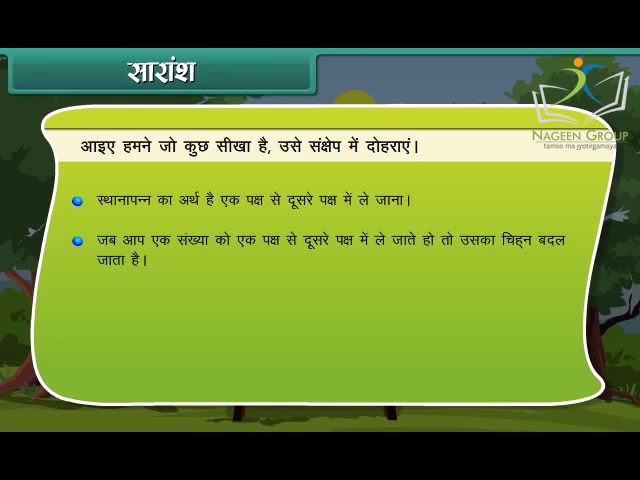 सारांश
NAGEEN GROUP
tamso ma jyotirgamaya
आइए हमने जो कुछ सीखा है, उसे संक्षेप में दोहराएं।
स्थानापन्न का अर्थ है एक पक्ष से दूसरे पक्ष में ले जाना।
जब आप एक संख्या को एक पक्ष से दूसरे पक्ष में ले जाते हो तो उसका चिह्न बदल
जाता है।